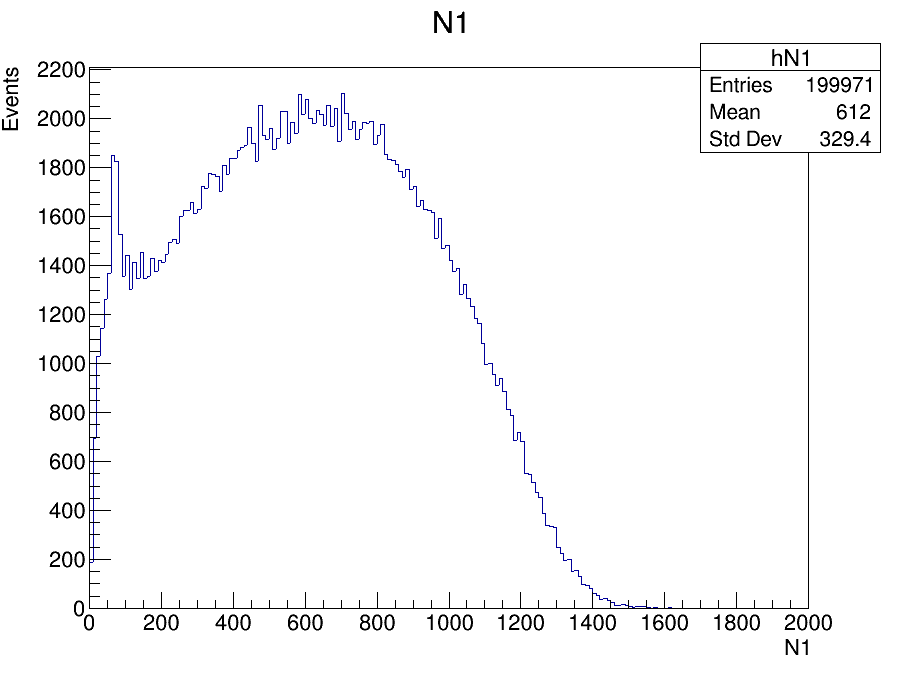 N1
hN1
Entries 199971
Mean 612
Std Dev 329.4
Events
2200
2000
1800
1600
1400
1200
1000
800
600
400
200
0
0 200 400 600 800 1000 1200 1400 1600 1800 2000
N1